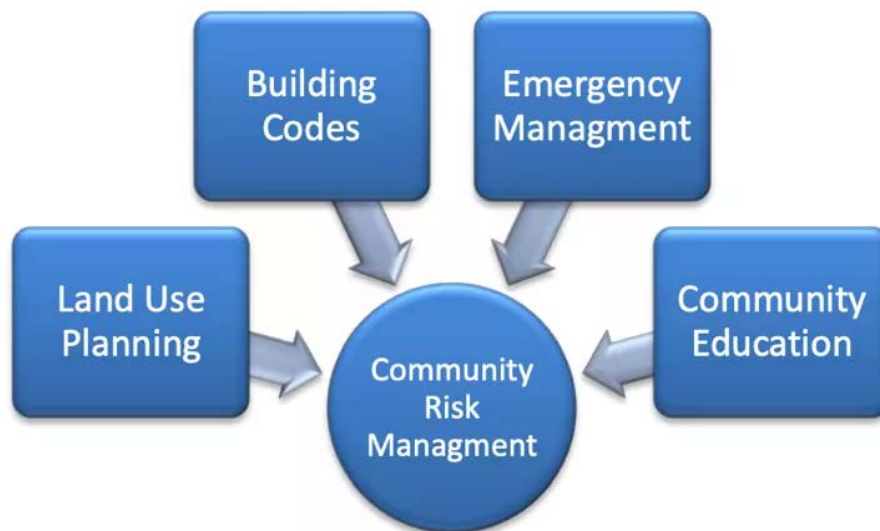 Building
Codes
Emergency
Managment
Land Use
Planning
Community
Education
Community
Risk
Managment